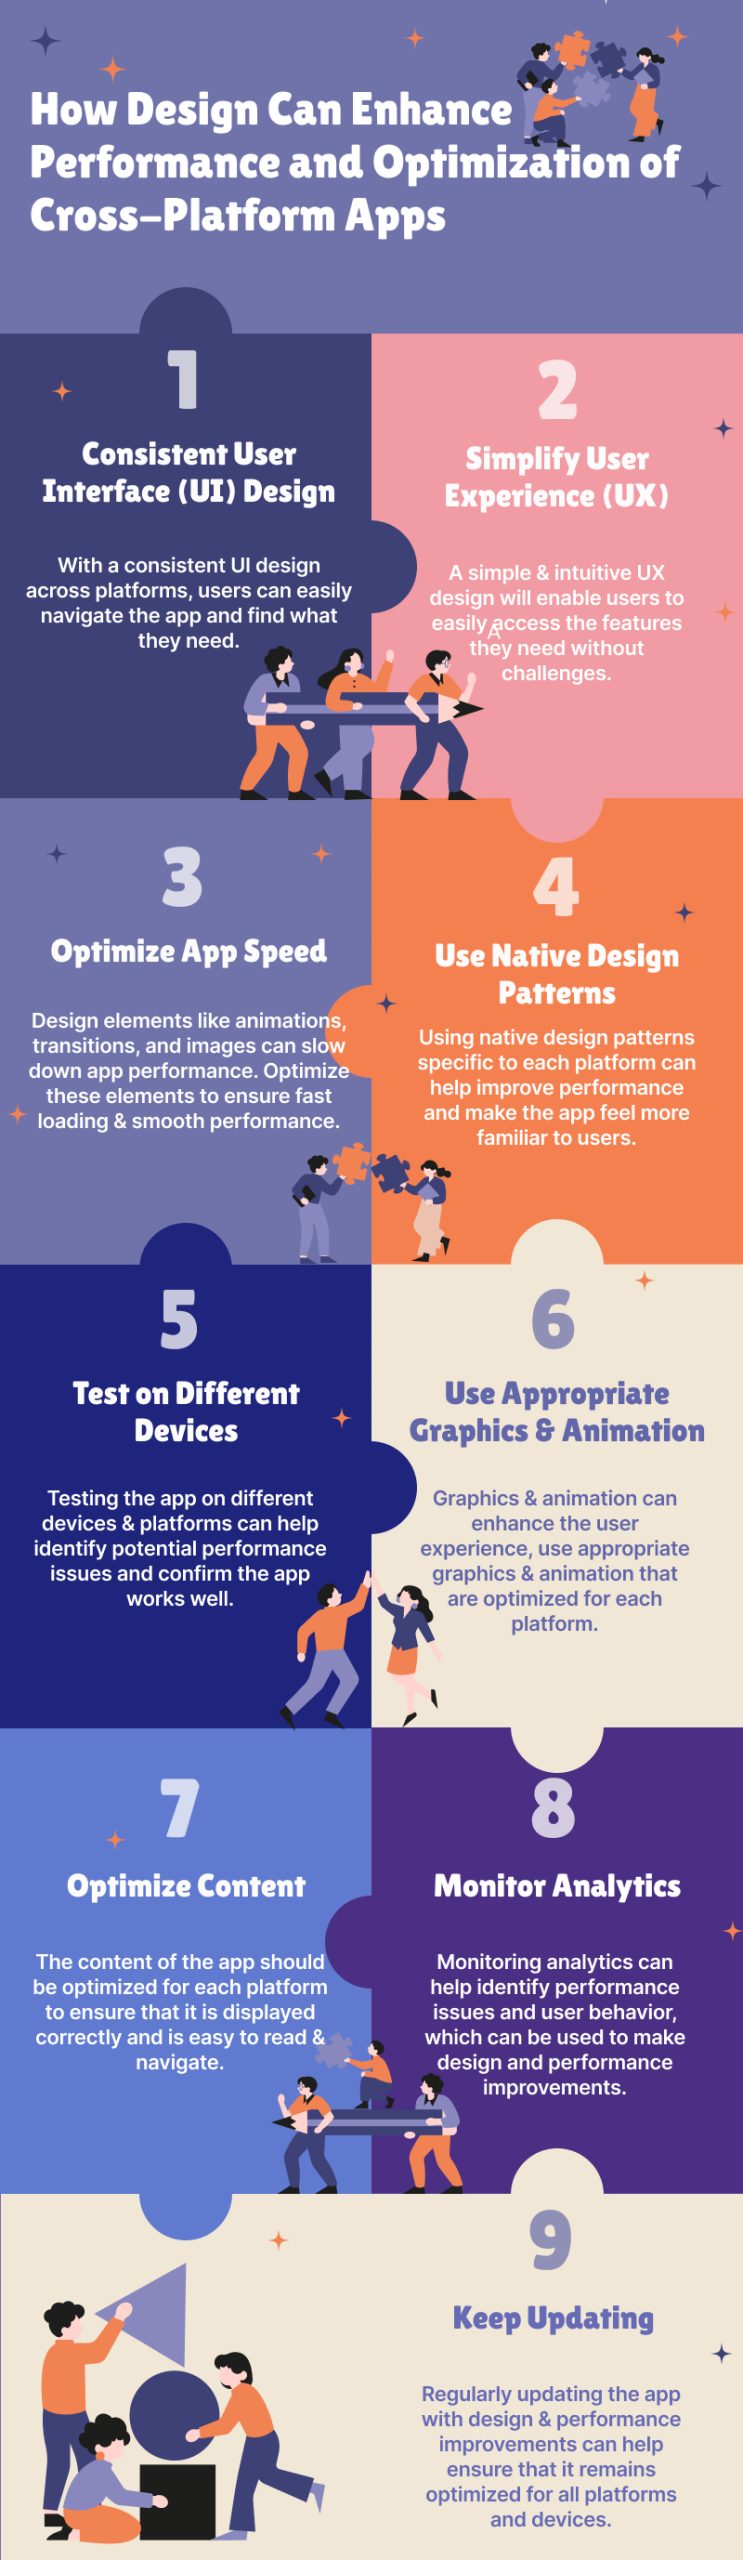 How Design Can Enhance
Performance and Optimization of
Cross-Platform Apps
1
Consistent User
Interface (UI) Design
With a consistent UI design
across platforms, users can easily
navigate the app and find what
they need.
2
Simplify User
Experience (UX)
A simple & intuitive UX
design will enable users to
easily access the features
A
they need without
challenges.
3
Optimize App Speed
Design elements like animations,
transitions, and images can slow
down app performance. Optimize
these elements to ensure fast
loading & smooth performance.
4
Use Native Design
Patterns
Using native design patterns
specific to each platform can
help improve performance
and make the app feel more
familiar to users.
5
Test on Different
Devices
Testing the app on different
devices & platforms can help
identify potential performance
issues and confirm the app
works well.
6
Use Appropriate
Graphics & Animation
Graphics & animation can
enhance the user
experience, use appropriate
graphics & animation that
are optimized for each
platform.
7
Optimize Content
The content of the app should
be optimized for each platform
to ensure that it is displayed
correctly and is easy to read &
navigate.
8
Monitor Analytics
Monitoring analytics can
help identify performance
issues and user behavior,
which can be used to make
design and performance
improvements.
9
Keep Updating
Regularly updating the app
with design & performance
improvements can help
ensure that it remains
optimized for all platforms
and devices.